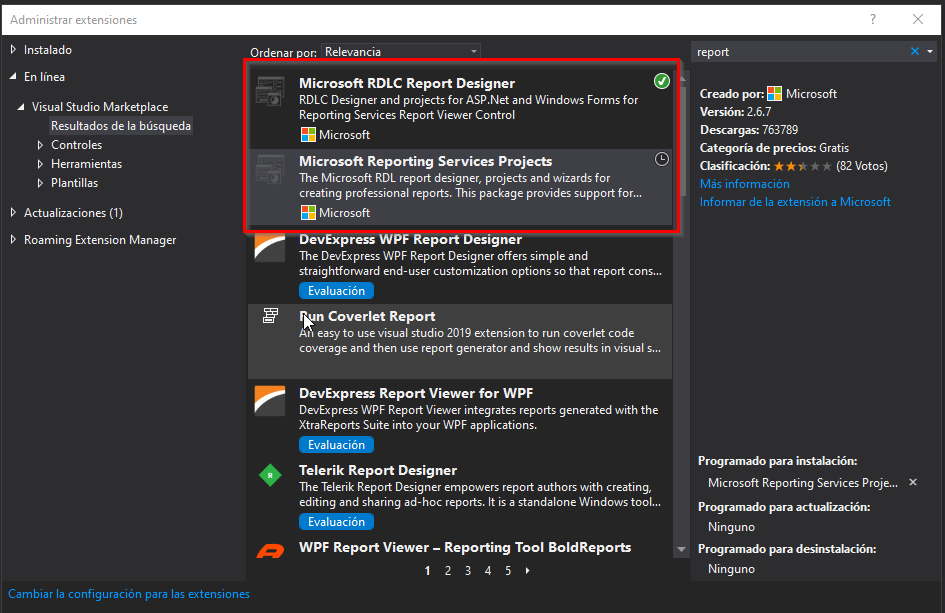 Administrar extensiones
Instalado
En línea
Visual Studio Marketplace
Resultados de la búsqueda
Controles
Herramientas
Plantillas
Actualizaciones (1)
Roaming Extension Manager
Ordenar por: Relevancia
Microsoft RDLC Report Designer
RDLC Designer and projects for ASP.Net and Windows Forms for
Reporting Services Report Viewer Control
Microsoft
Microsoft Reporting Services Projects
The Microsoft RDL report designer, projects and wizards for
creating professional reports. This package provides support for...
Microsoft
DevExpress WPF Report Designer
The DevExpress WPF Report Designer offers simple and
straightforward end-user customization options so that report cons...
Evaluación
Run Coverlet Report
An easy to use visual studio 2019 extension to run coverlet code
coverage and then use report generator and show results in visual s...
DevExpress Report Viewer for WPF
DevExpress WPF Report Viewer integrates reports generated with the
XtraReports Suite into your WPF applications.
Evaluación
R
Telerik Report Designer
The Telerik Report Designer empowers report authors with creating,
editing and sharing ad-hoc reports. It is a standalone Windows tool...
Evaluación
WPF Report Viewer – Reporting Tool BoldReports
1 2 3 4 5
report
Creado por: Microsoft
Versión: 2.6.7
Descargas: 763789
Categoría de precios: Gratis
Clasificación: (82 Votos)
Más información
Informar de la extensión a Microsoft
Programado para instalación:
Microsoft Reporting Services Proje...
Programado para actualización:
Ninguno
Programado para desinstalación:
Ninguno
Cambiar la configuración para las extensiones